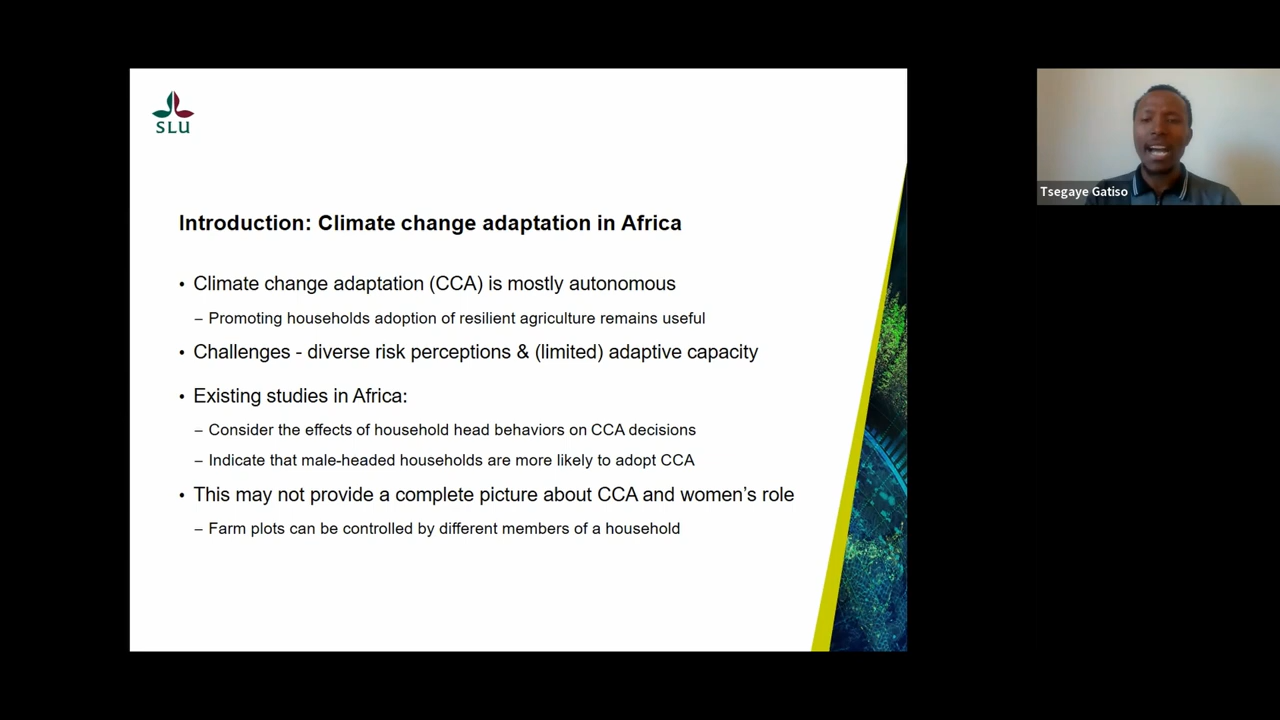 SLU
Introduction: Climate change adaptation in Africa
• Climate change adaptation (CCA) is mostly autonomous
– Promoting households adoption of resilient agriculture remains useful
• Challenges - diverse risk perceptions & (limited) adaptive capacity
• Existing studies in Africa:
– Consider the effects of household head behaviors on CCA decisions
– Indicate that male-headed households are more likely to adopt CCA
• This may not provide a complete picture about CCA and women’s role
– Farm plots can be controlled by different members of a household
Tsegaye Gatiso